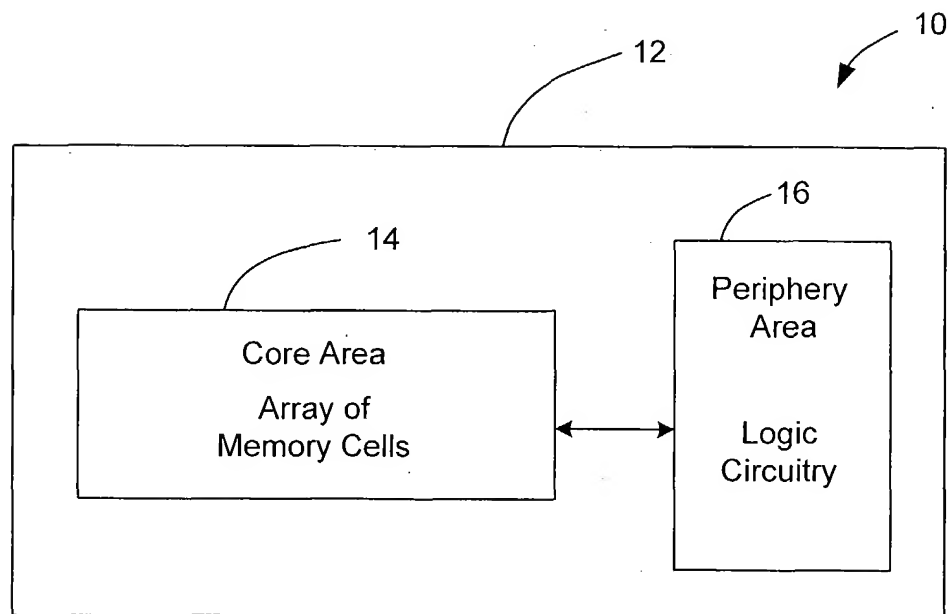 10
12
16
14
Periphery
Area
Core Area
Array of
Memory Cells
Logic
Circuitry